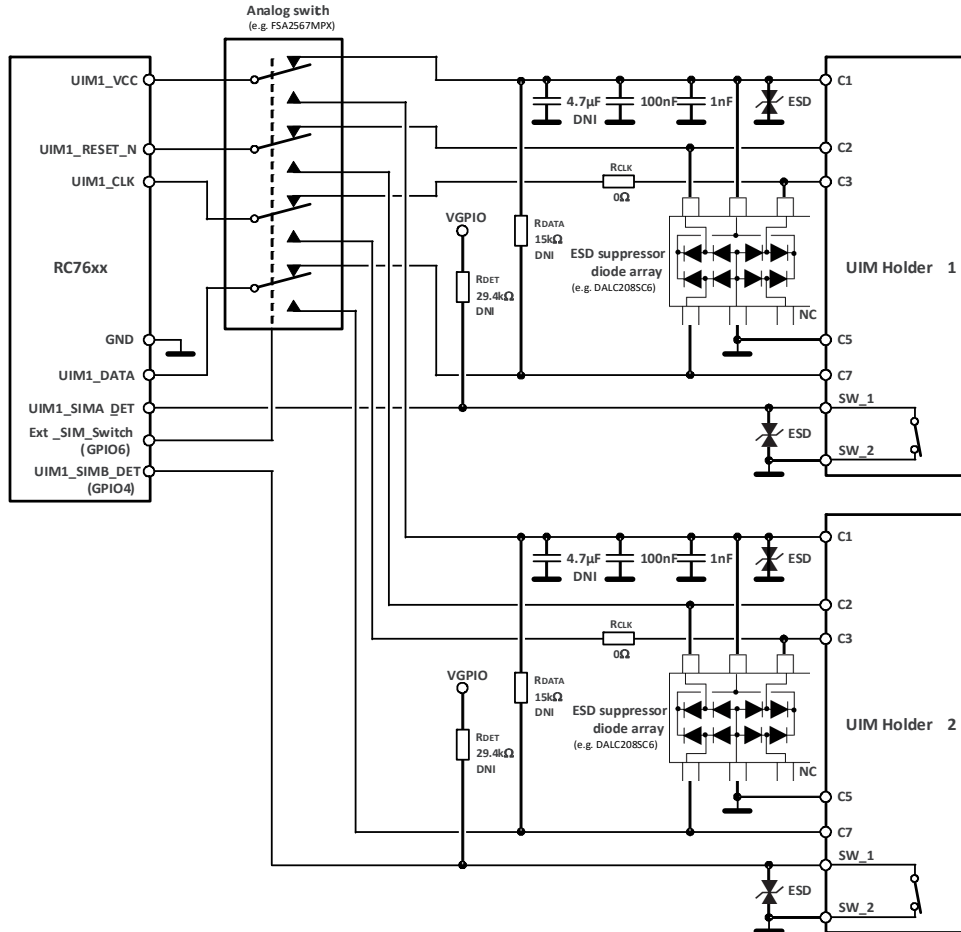 Analog switch
(e.g. FSA2567MPX)
RC76xx
UIM1_VCC
UIM1_RESET_N
UIM1_CLK
GND
UIM1_DATA
UIM1_SIMA_DET
Ext _SIM_Switch
(GPIO6)
UIM1_SIMB_DET
(GPIO4)
4.7µF
DNI
100nF
1nF
ESD
C1
C2
RCLK
0Ω
C3
VGPIO
RDATA
15kΩ
DNI
RDET
29.4kΩ
DNI
ESD suppressor
diode array
(e.g. DALC208SC6)
NC
UIM Holder 1
C5
C7
SW_1
ESD
SW_2
4.7µF
DNI
100nF
1nF
ESD
C1
C2
RCLK
0Ω
C3
VGPIO
RDATA
15kΩ
DNI
RDET
29.4kΩ
DNI
ESD suppressor
diode array
(e.g. DALC208SC6)
NC
UIM Holder 2
C5
C7
SW_1
ESD
SW_2